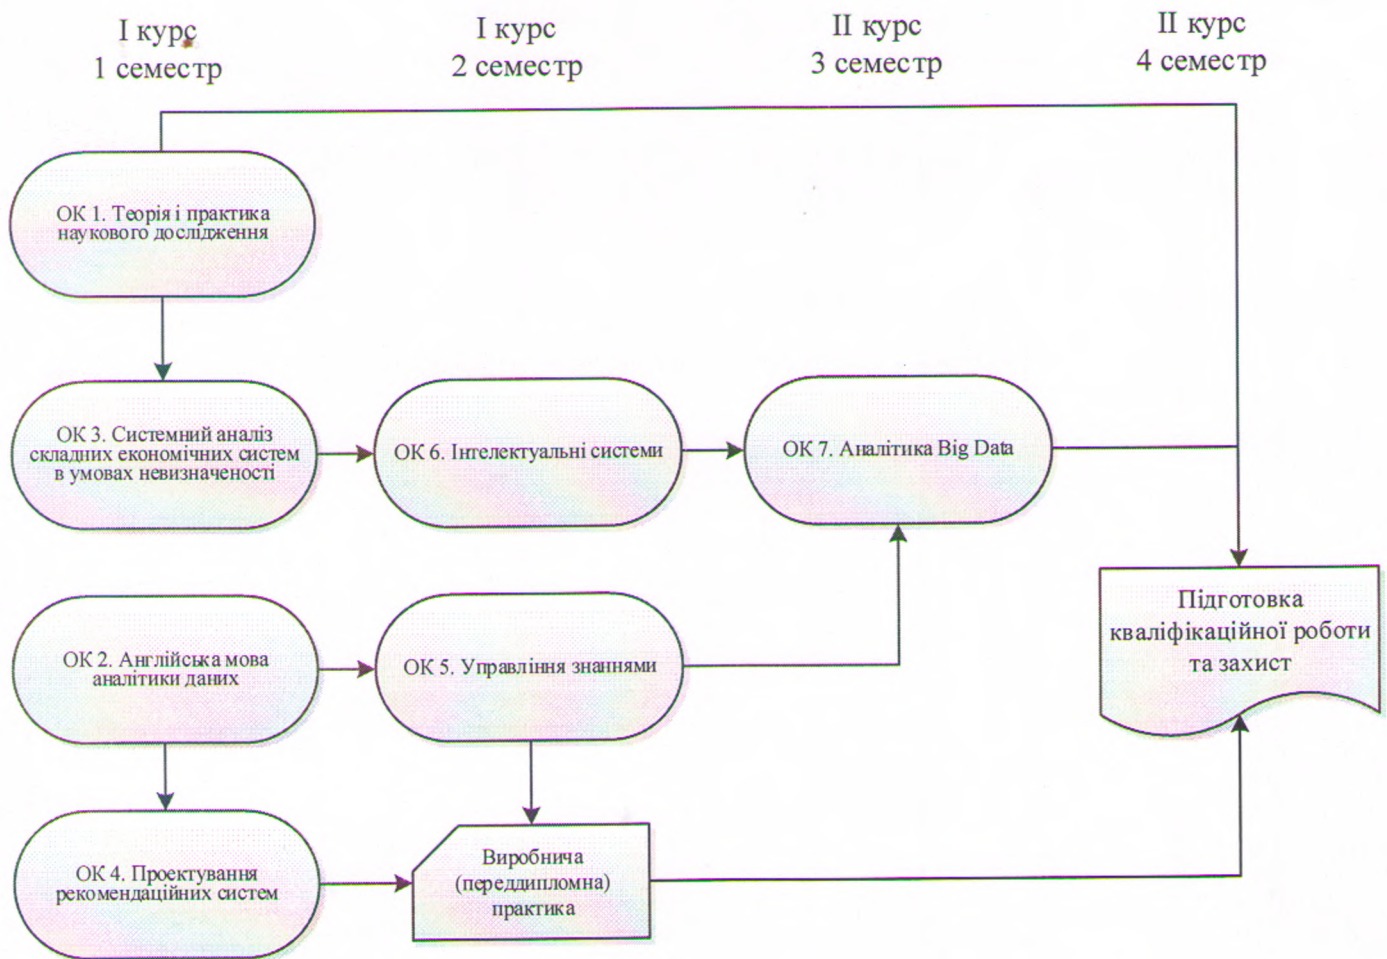 І курс
1 семестр
І курс
2 семестр
ІІ курс
3 семестр
ІІ курс
4 семестр
ОК 1. Теорія і практика
наукового дослідження
ОК 3. Системний аналіз
складних економічних систем
в умовах невизначеності
ОК 6. Інтелектуальні системи
ОК 7. Аналітика Big Data
ОК 2. Англійська мова
аналітики даних
ОК 5. Управління знаннями
Підготовка
кваліфікаційної роботи
та захист
ОК 4. Проектування
рекомендаційних систем
Виробнича
(переддипломна)
практика